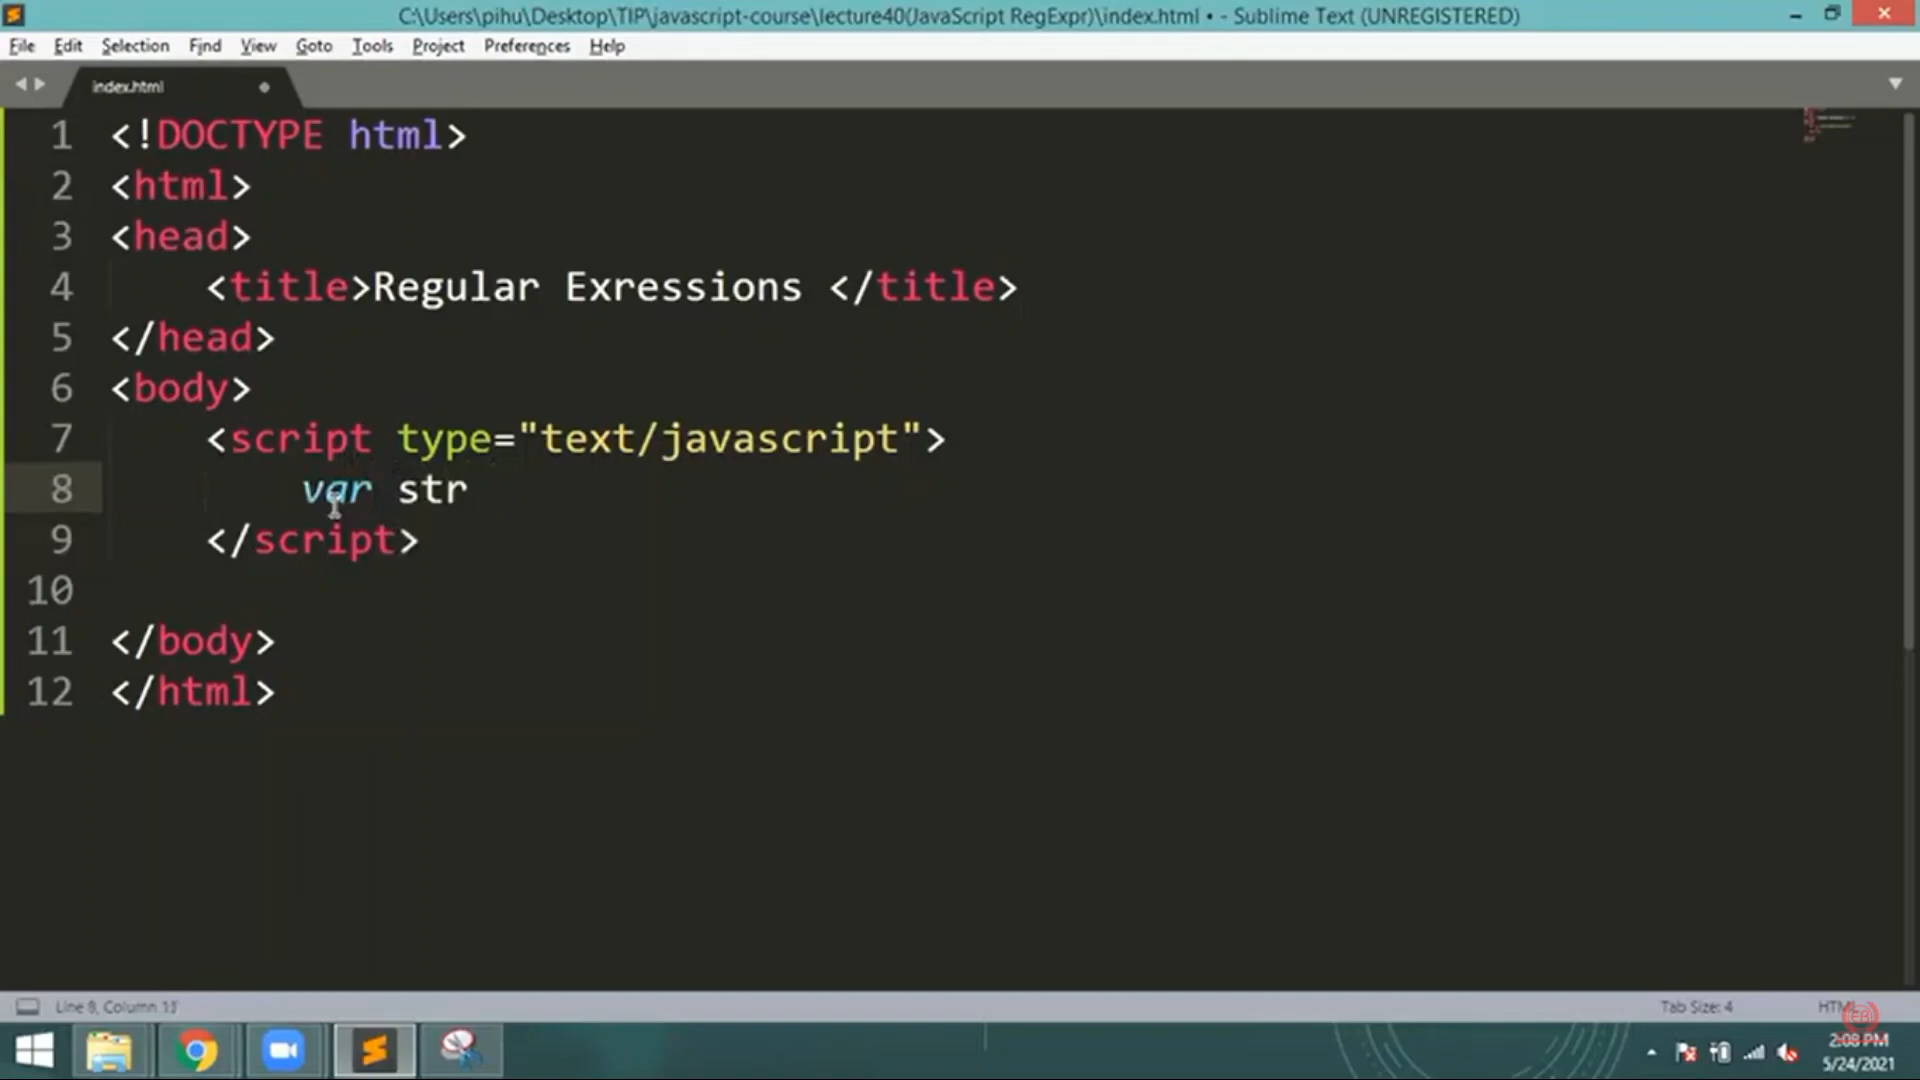 C:\Users\pihu\Desktop\TIP\javascript-course\lecture40(JavaScript RegExpr)\index.html • - Sublime Text (UNREGISTERED)
File Edit Selection Find View Goto Tools Project Preferences Help
index.html
1 <!DOCTYPE html>
2 <html>
3 <head>
4 <title>Regular Exressions </title>
5 </head>
6 <body>
7 <script type="text/javascript">
8 var str
9 </script>
10
11 </body>
12 </html>
Line 8, Column 11 Tab Size: 4 HTML
EB
2:08 PM
5/24/2021